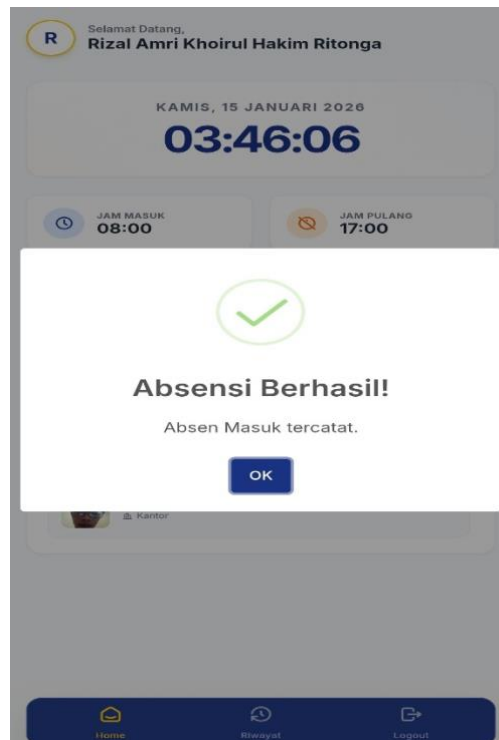 R
Selamat Datang,
Rizal Amri Khoirul Hakim Ritonga
KAMIS, 15 JANUARI 2026
03:46:06
JAM MASUK
08:00
JAM PULANG
17:00
Absensi Berhasil!
Absen Masuk tercatat.
OK
Kantor
Home
Riwayat
Logout